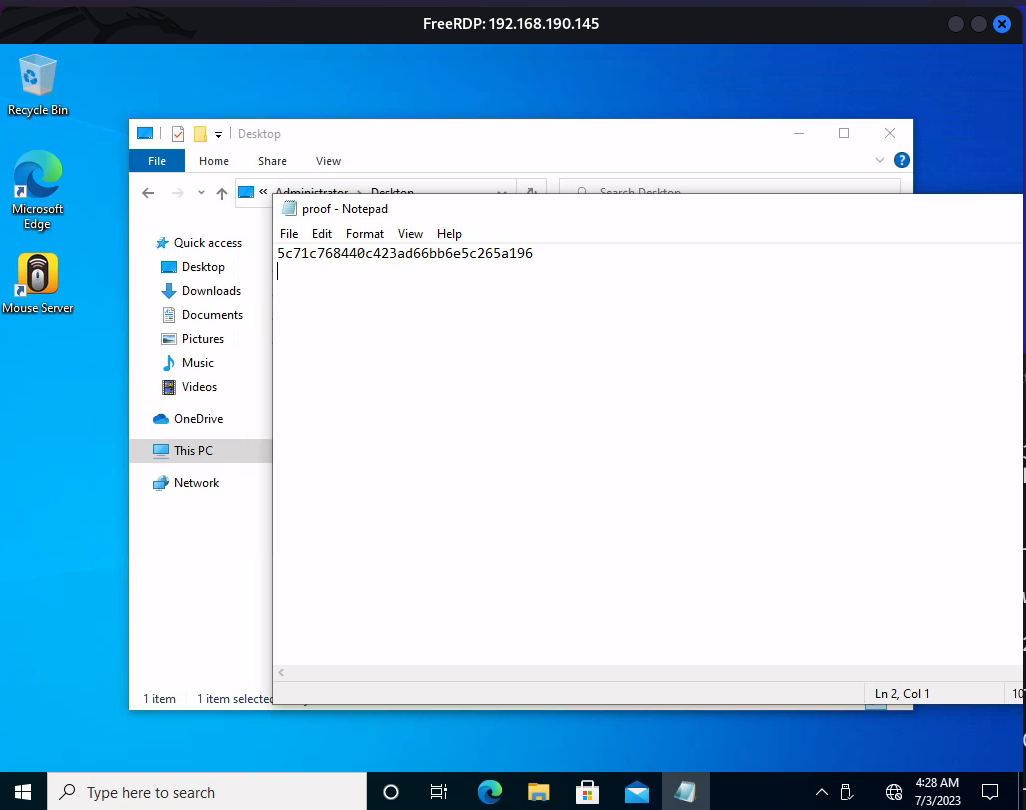 FreeRDP: 192.168.190.145
Recycle Bin
Microsoft
Edge
Mouse Server
Desktop
File Home Share View
« Administrator > Desktop Search Desktop
Quick access
Desktop
Downloads
Documents
Pictures
Music
Videos
OneDrive
This PC
Network
1 item 1 item selected
proof - Notepad
File Edit Format View Help
5c71c768440c423ad66bb6e5c265a196
Ln 2, Col 1
Type here to search
4:28 AM
7/3/2023